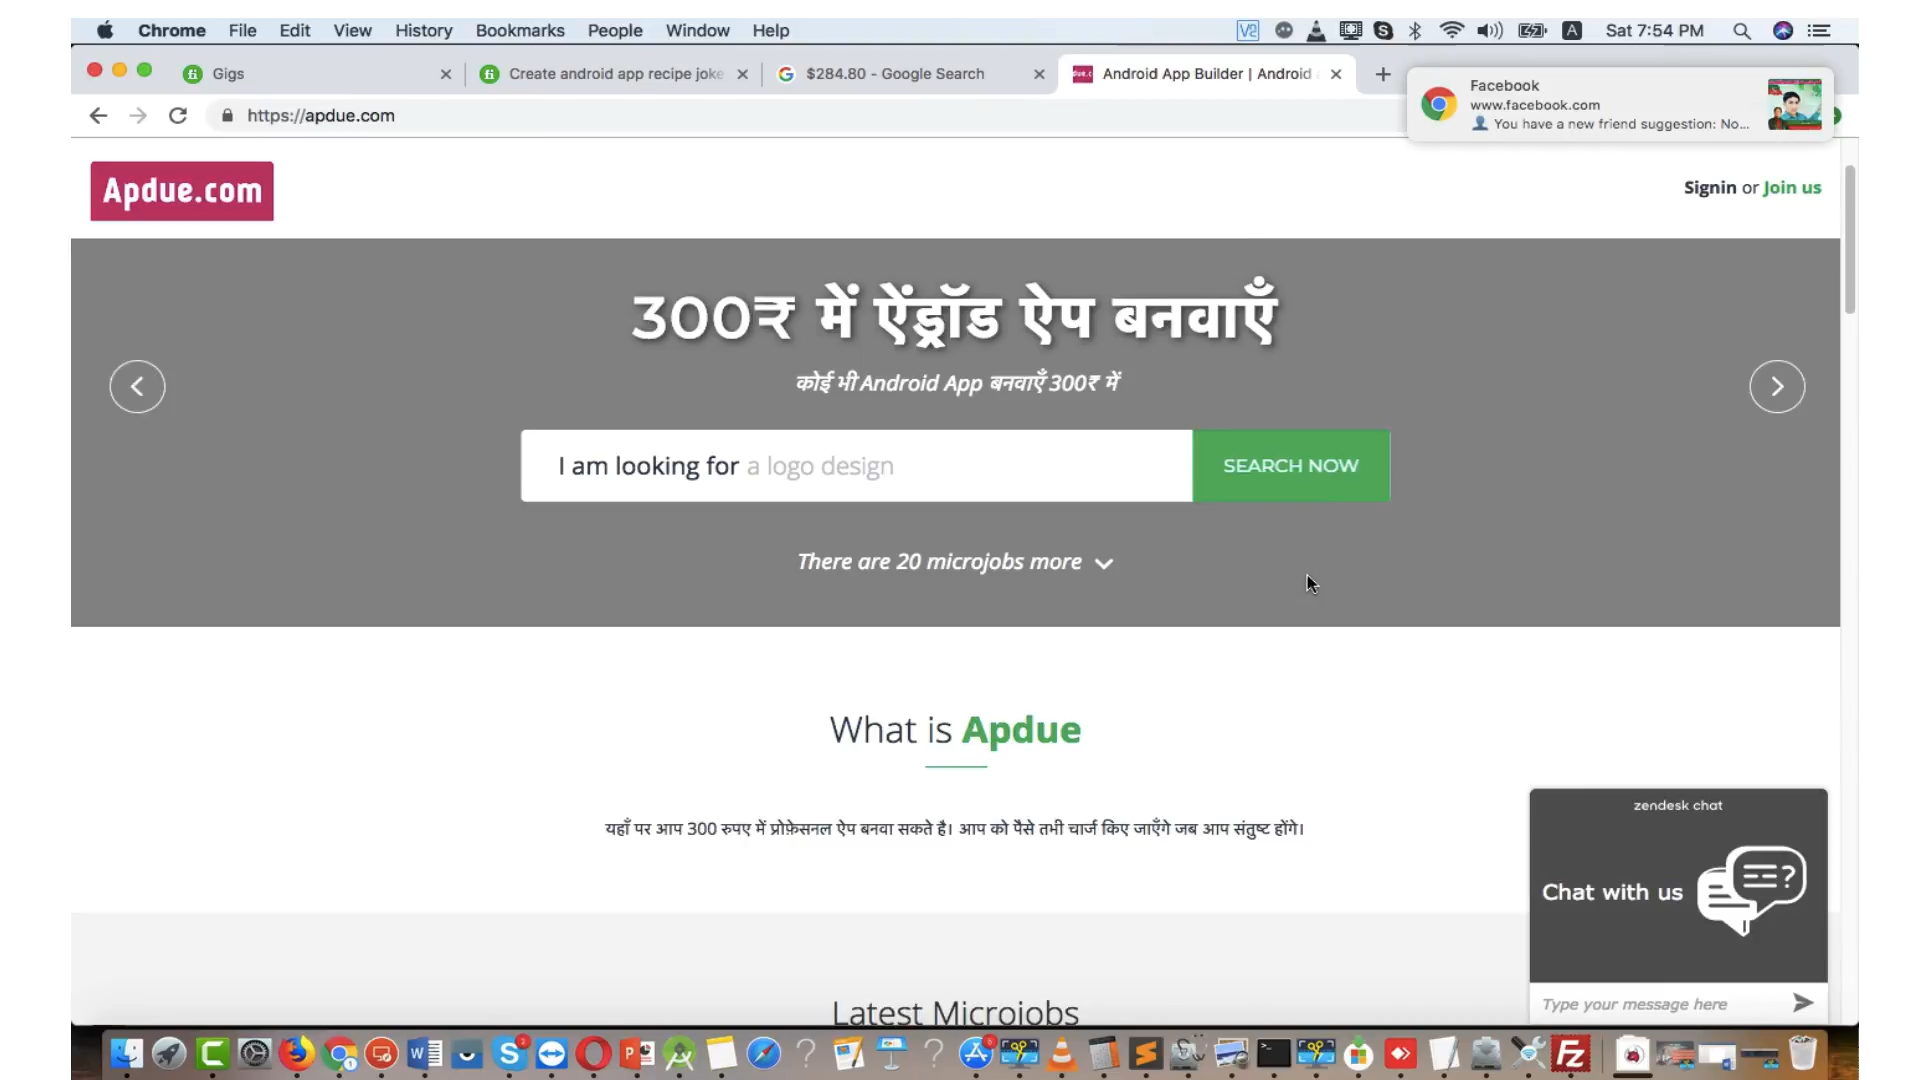 Chrome File Edit View History Bookmarks People Window Help Sat 7:54 PM
Gigs Create android app recipe joke $284.80 - Google Search Android App Builder | Android
Facebook
www.facebook.com
You have a new friend suggestion: No...
https://apdue.com
Apdue.com
Signin or Join us
300₹ में ऐंड्रॉड ऐप बनवाएँ
कोई भी Android App बनवाएँ 300₹ में
I am looking for a logo design
SEARCH NOW
There are 20 microjobs more
What is Apdue
यहाँ पर आप 300 रुपए में प्रोफ़ेसनल ऐप बनवा सकते है। आप को पैसे तभी चार्ज किए जाएँगे जब आप संतुष्ट होंगे।
zendesk chat
Chat with us
Type your message here
Latest Microjobs